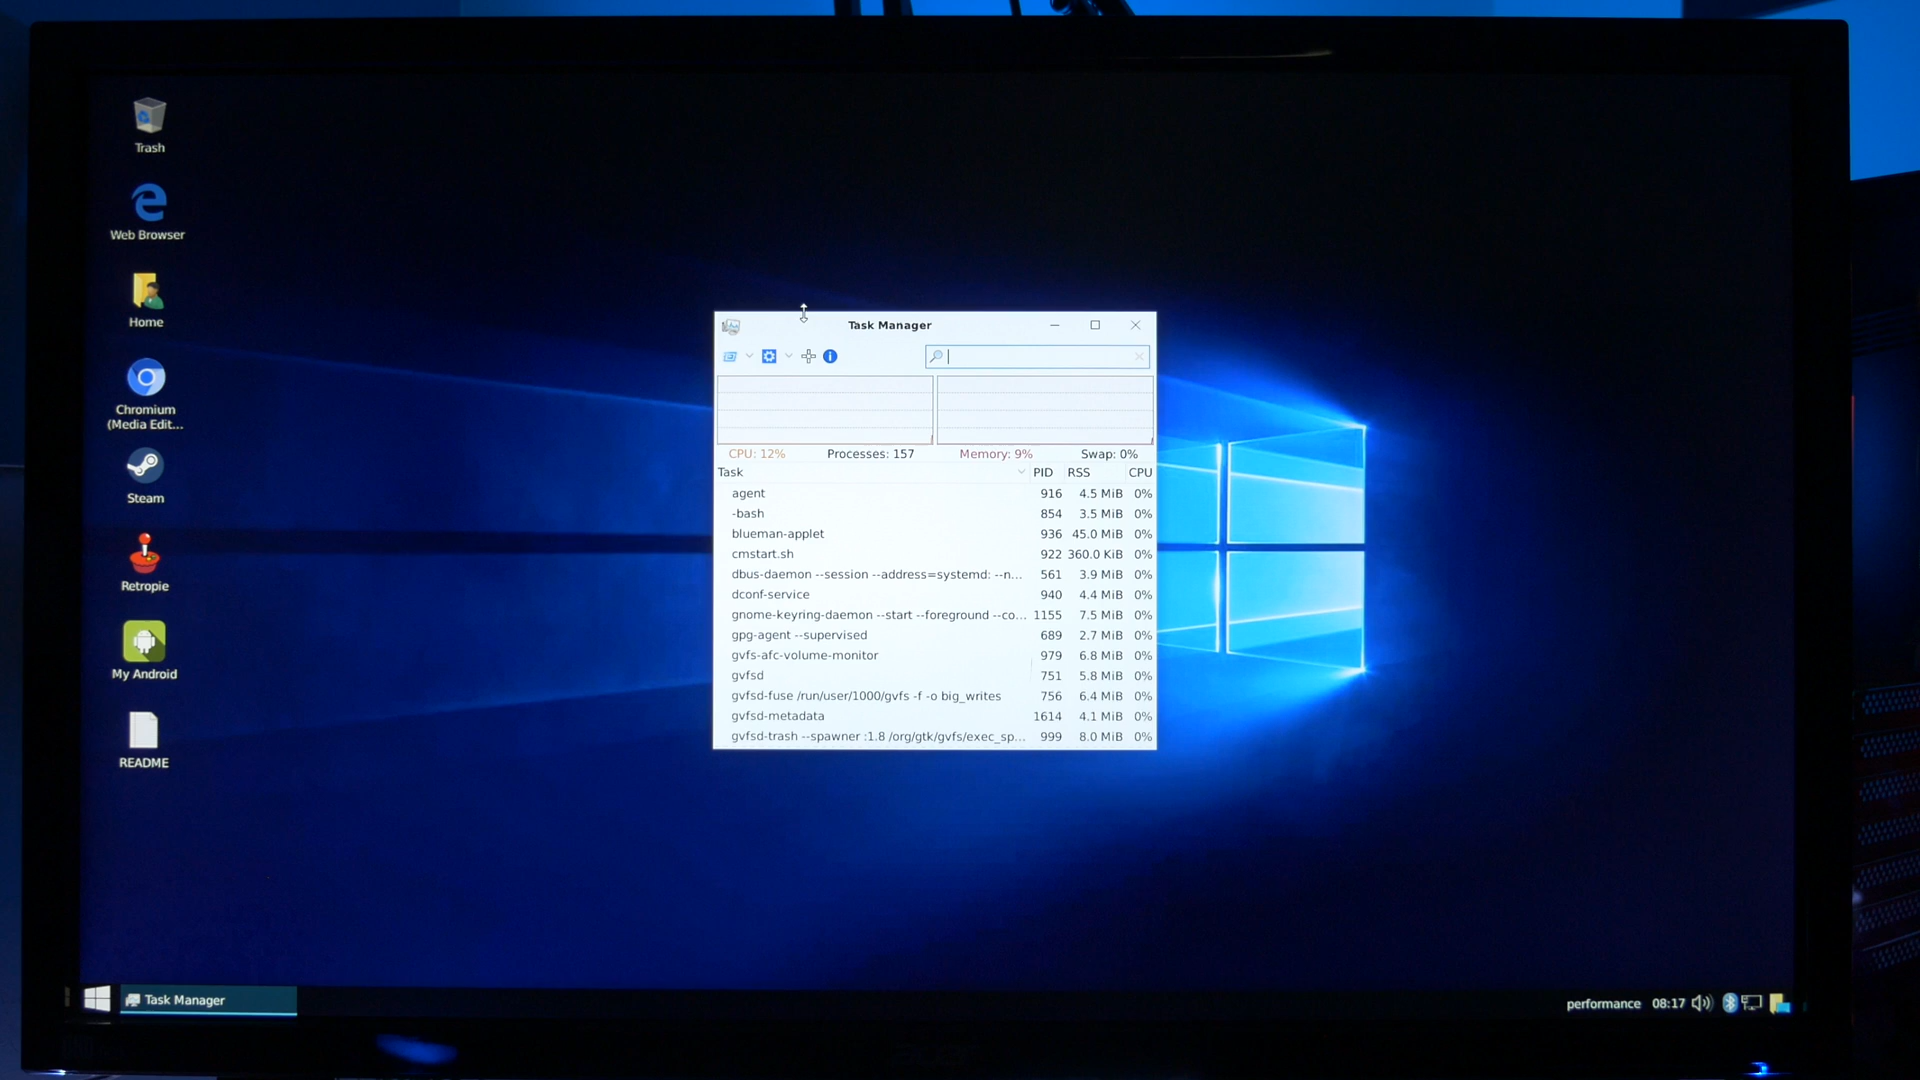 Trash
Web Browser
Home
Chromium
(Media Edit...
Steam
Retropie
My Android
README
Task Manager
CPU: 12% Processes: 157 Memory: 9% Swap: 0%
Task PID RSS CPU
agent 916 4.5 MiB 0%
-bash 854 3.5 MiB 0%
blueman-applet 936 45.0 MiB 0%
cmstart.sh 922 360.0 KiB 0%
dbus-daemon --session --address=systemd: --n... 561 3.9 MiB 0%
dconf-service 940 4.4 MiB 0%
gnome-keyring-daemon --start --foreground --co... 1155 7.5 MiB 0%
gpg-agent --supervised 689 2.7 MiB 0%
gvfs-afc-volume-monitor 979 6.8 MiB 0%
gvfsd 751 5.8 MiB 0%
gvfsd-fuse /run/user/1000/gvfs -f -o big_writes 756 6.4 MiB 0%
gvfsd-metadata 1614 4.1 MiB 0%
gvfsd-trash --spawner :1.8 /org/gtk/gvfs/exec_sp... 999 8.0 MiB 0%
Task Manager
performance 08:17